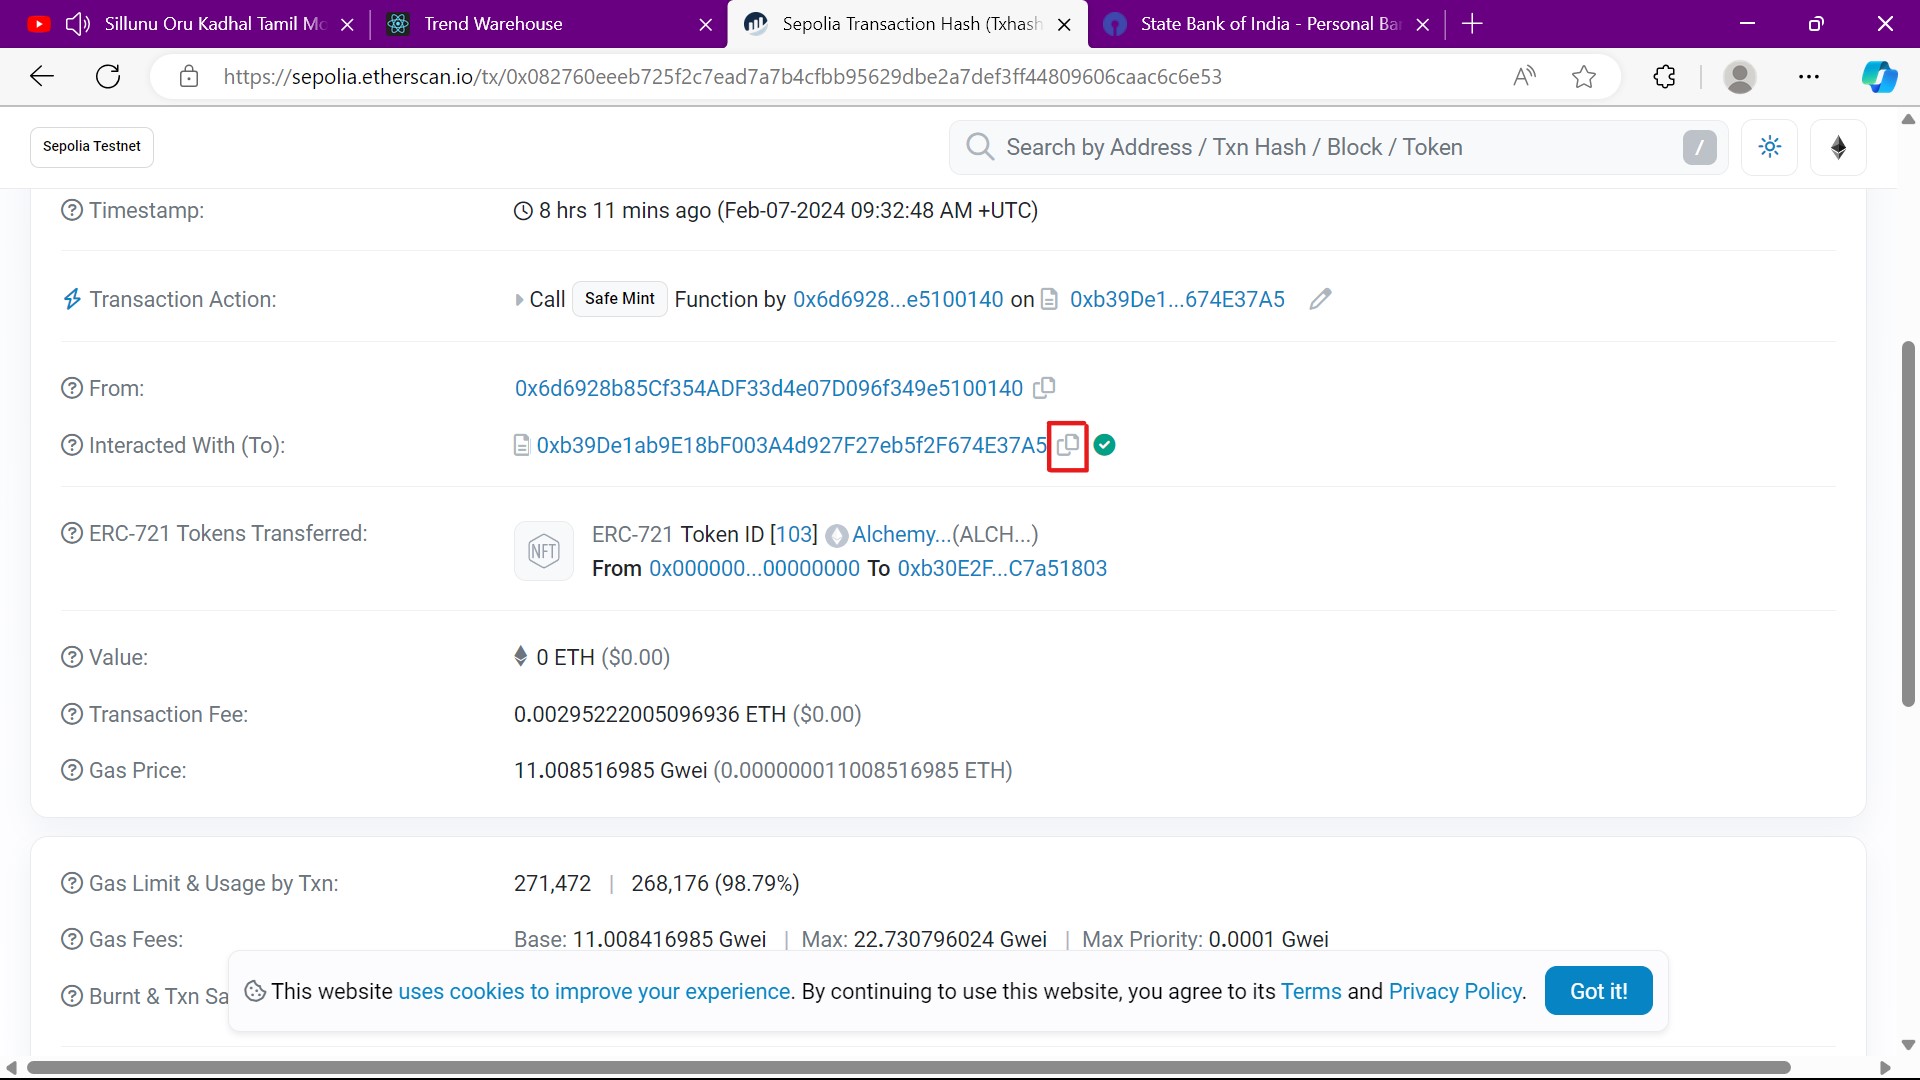 Sillunu Oru Kadhal Tamil Mo
Trend Warehouse
Sepolia Transaction Hash (Txhash
State Bank of India - Personal Ba
https://sepolia.etherscan.io/tx/0x082760eeeb725f2c7ead7a7b4cfbb95629dbe2a7def3ff44809606caac6c6e53
Sepolia Testnet
Search by Address / Txn Hash / Block / Token
/
Timestamp:
8 hrs 11 mins ago (Feb-07-2024 09:32:48 AM +UTC)
Transaction Action:
Call Safe Mint Function by 0x6d6928...e5100140 on 0xb39De1...674E37A5
From:
0x6d6928b85Cf354ADF33d4e07D096f349e5100140
Interacted With (To):
0xb39De1ab9E18bF003A4d927F27eb5f2F674E37A5
ERC-721 Tokens Transferred:
NFT
ERC-721 Token ID [103] Alchemy...(ALCH...)
From 0x000000...00000000 To 0xb30E2F...C7a51803
Value:
0 ETH ($0.00)
Transaction Fee:
0.00295222005096936 ETH ($0.00)
Gas Price:
11.008516985 Gwei (0.000000011008516985 ETH)
Gas Limit & Usage by Txn:
271,472 | 268,176 (98.79%)
Gas Fees:
Base: 11.008416985 Gwei | Max: 22.730796024 Gwei | Max Priority: 0.0001 Gwei
Burnt & Txn Sa
This website uses cookies to improve your experience. By continuing to use this website, you agree to its Terms and Privacy Policy.
Got it!